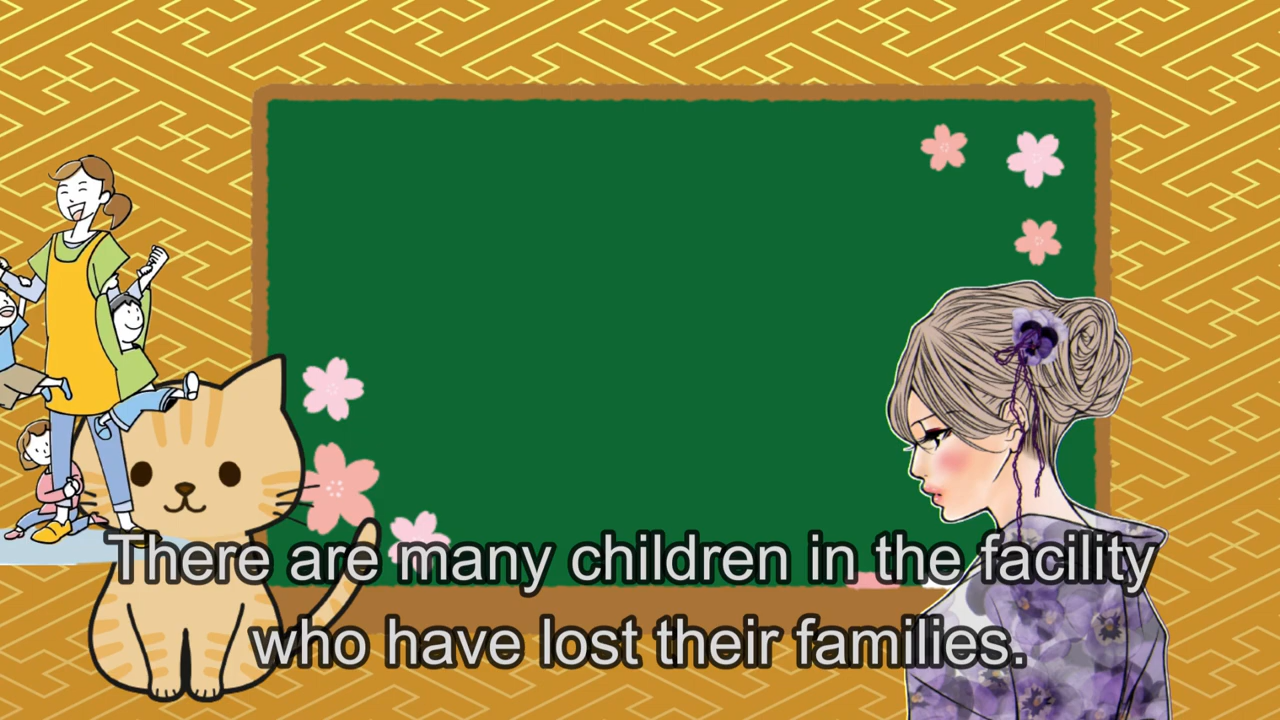 There are many children in the facility
who have lost their families.